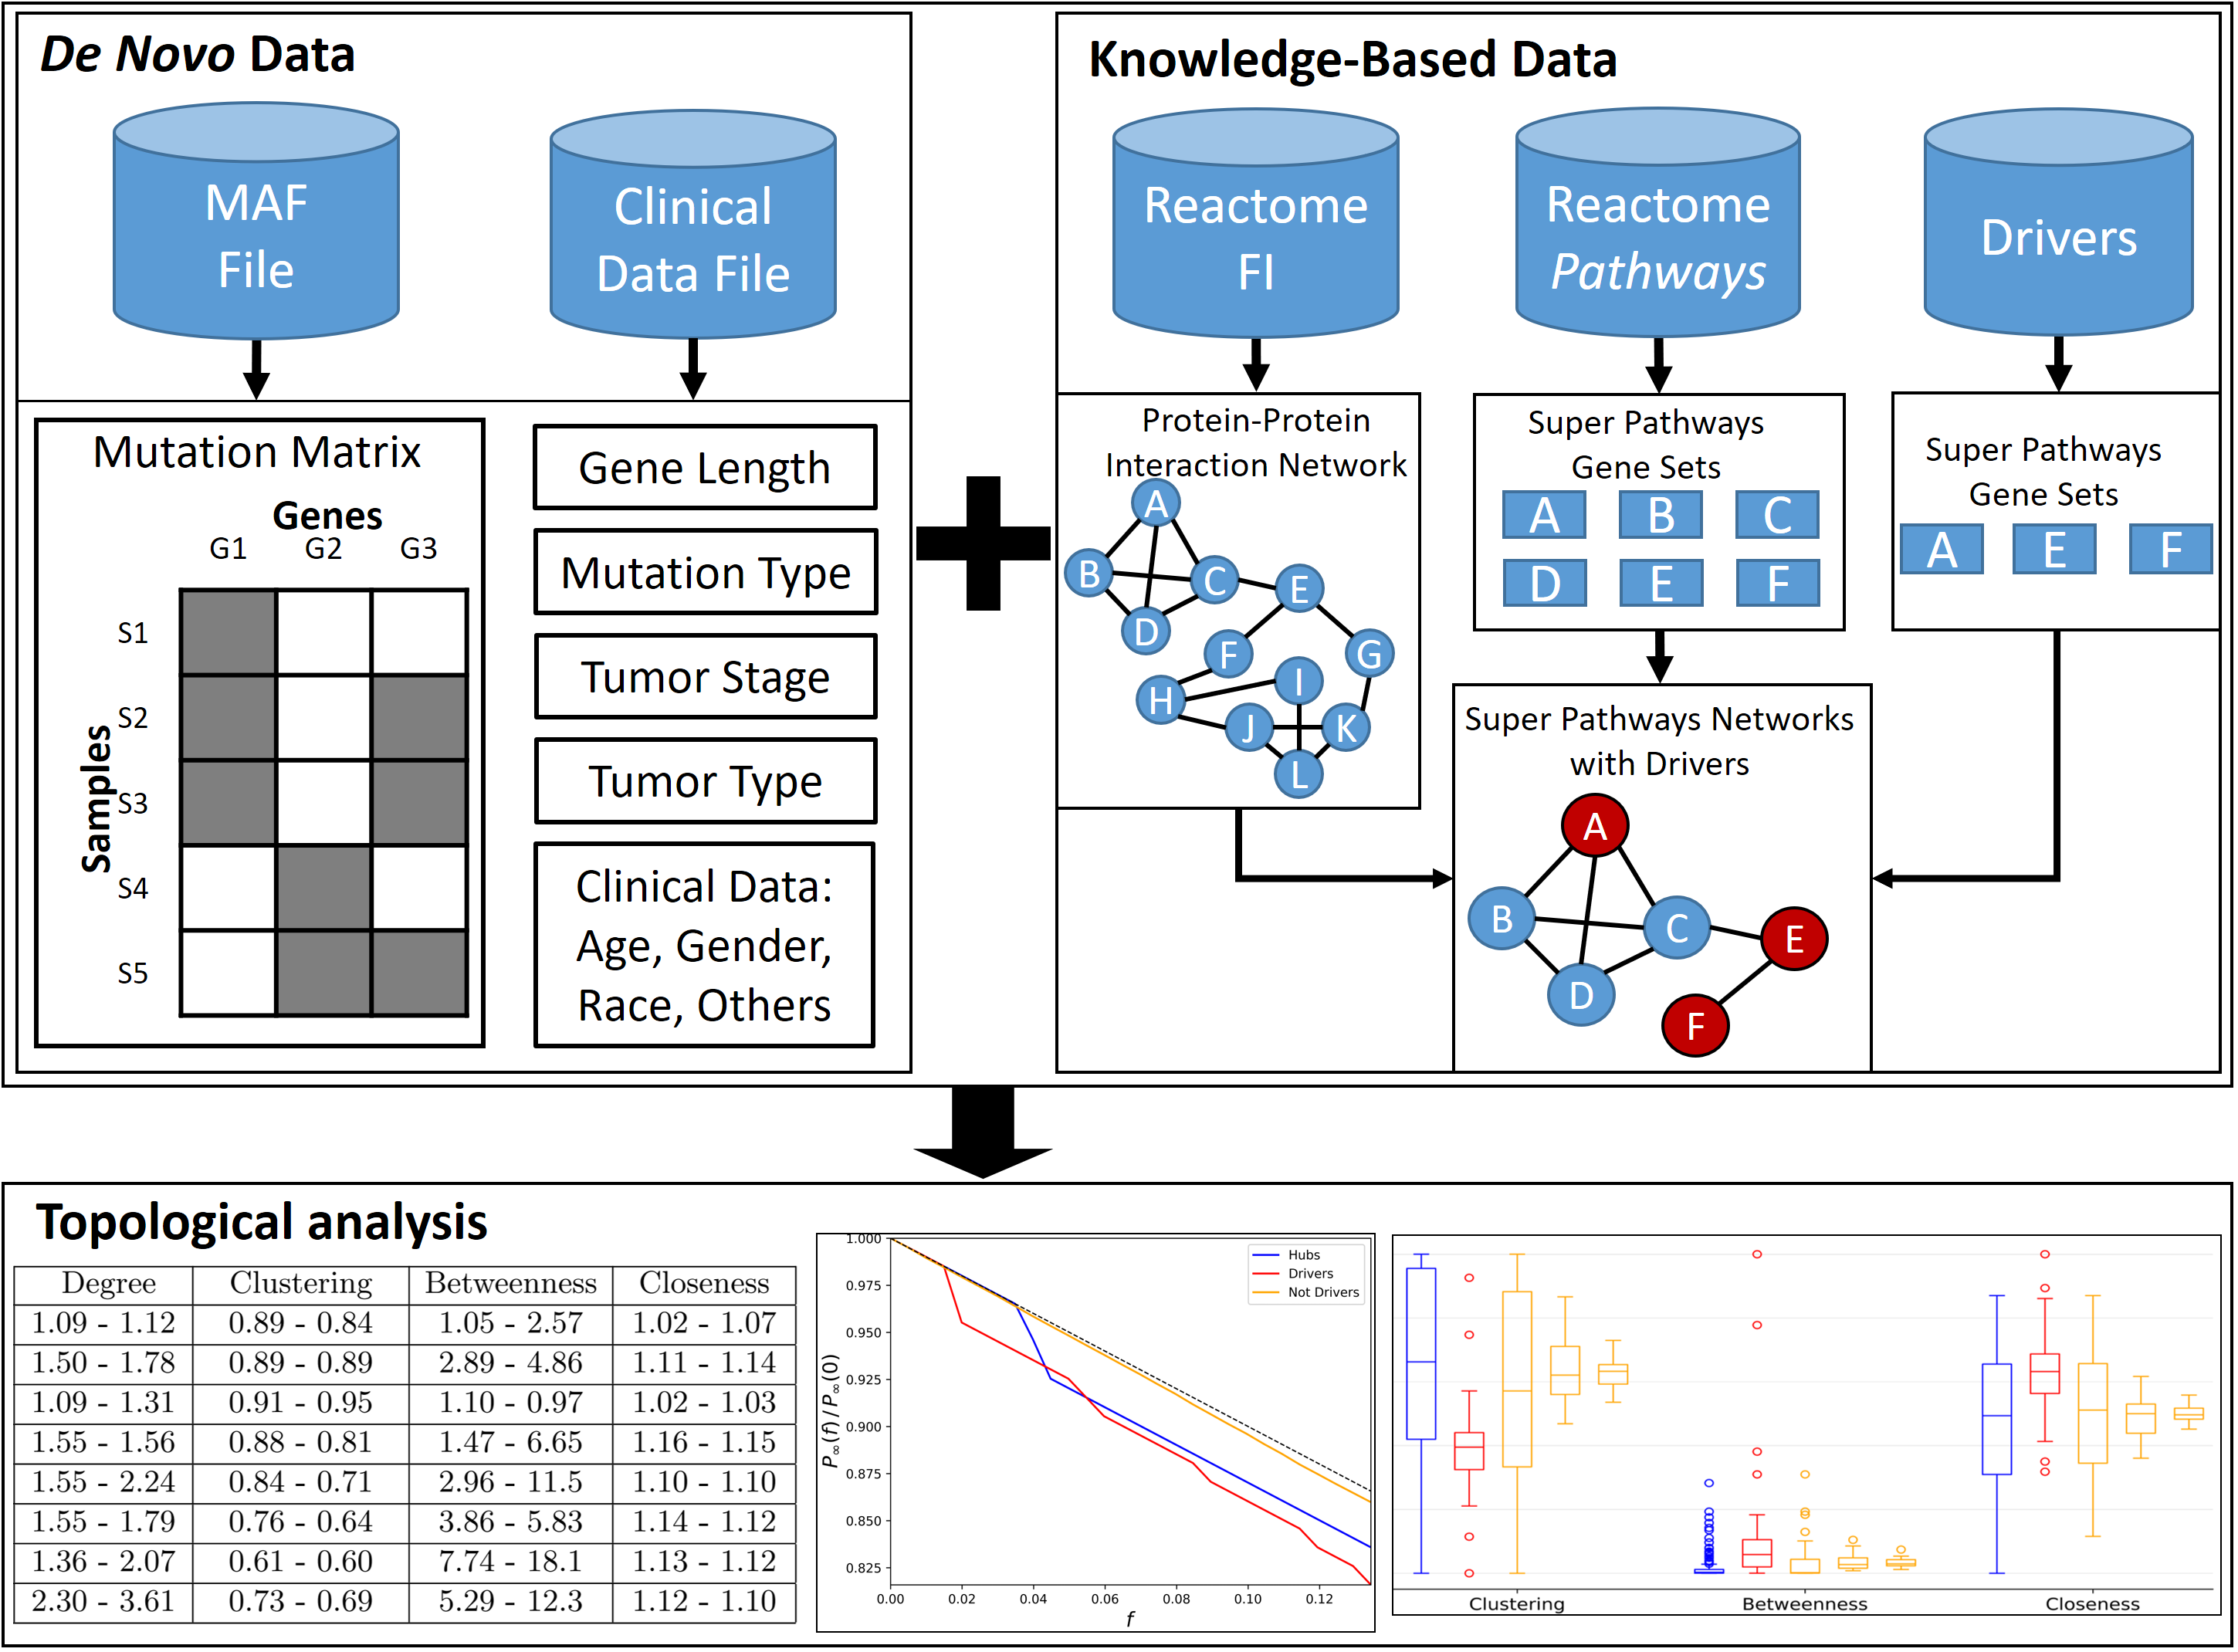 De Novo Data
MAF
File
Clinical
Data File
Mutation Matrix
Genes
G1 G2 G3
Samples
S1
S2
S3
S4
S5
Gene Length
Mutation Type
Tumor Stage
Tumor Type
Clinical Data:
Age, Gender,
Race, Others
Knowledge-Based Data
Reactome
FI
Reactome
Pathways
Drivers
Protein-Protein
Interaction Network
A
B
C
E
D
F
G
I
H
J
K
L
Super Pathways
Gene Sets
A B C
D E F
Super Pathways
Gene Sets
A E F
Super Pathways Networks
with Drivers
A
B
C
E
D
F
Topological analysis
Degree Clustering Betweenness Closeness
1.09 - 1.12 0.89 - 0.84 1.05 - 2.57 1.02 - 1.07
1.50 - 1.78 0.89 - 0.89 2.89 - 4.86 1.11 - 1.14
1.09 - 1.31 0.91 - 0.95 1.10 - 0.97 1.02 - 1.03
1.55 - 1.56 0.88 - 0.81 1.47 - 6.65 1.16 - 1.15
1.55 - 2.24 0.84 - 0.71 2.96 - 11.5 1.10 - 1.10
1.55 - 1.79 0.76 - 0.64 3.86 - 5.83 1.14 - 1.12
1.36 - 2.07 0.61 - 0.60 7.74 - 18.1 1.13 - 1.12
2.30 - 3.61 0.73 - 0.69 5.29 - 12.3 1.12 - 1.10
P∞(f) / P∞(0)
1.000
0.975
0.950
0.925
0.900
0.875
0.850
0.825
0.00 0.02 0.04 0.06 0.08 0.10 0.12
f
Hubs
Drivers
Not Drivers
Clustering Betweenness Closeness